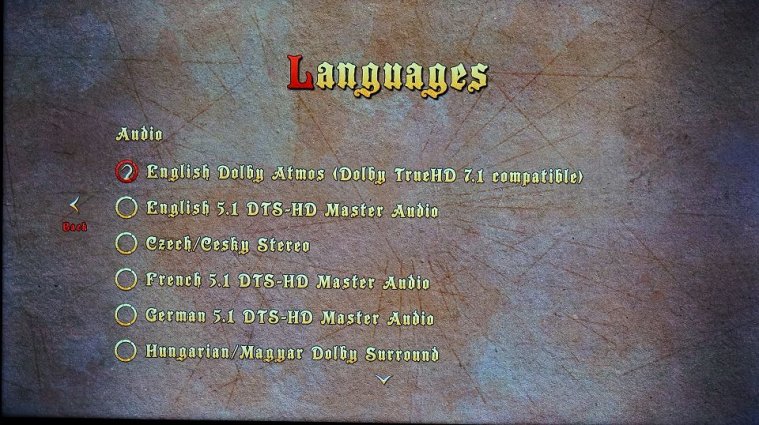 Languages
Audio
English Dolby Atmos (Dolby TrueHD 7.1 compatible)
English 5.1 DTS-HD Master Audio
Czech/Cesky Stereo
French 5.1 DTS-HD Master Audio
German 5.1 DTS-HD Master Audio
Hungarian/Magyar Dolby Surround
Back